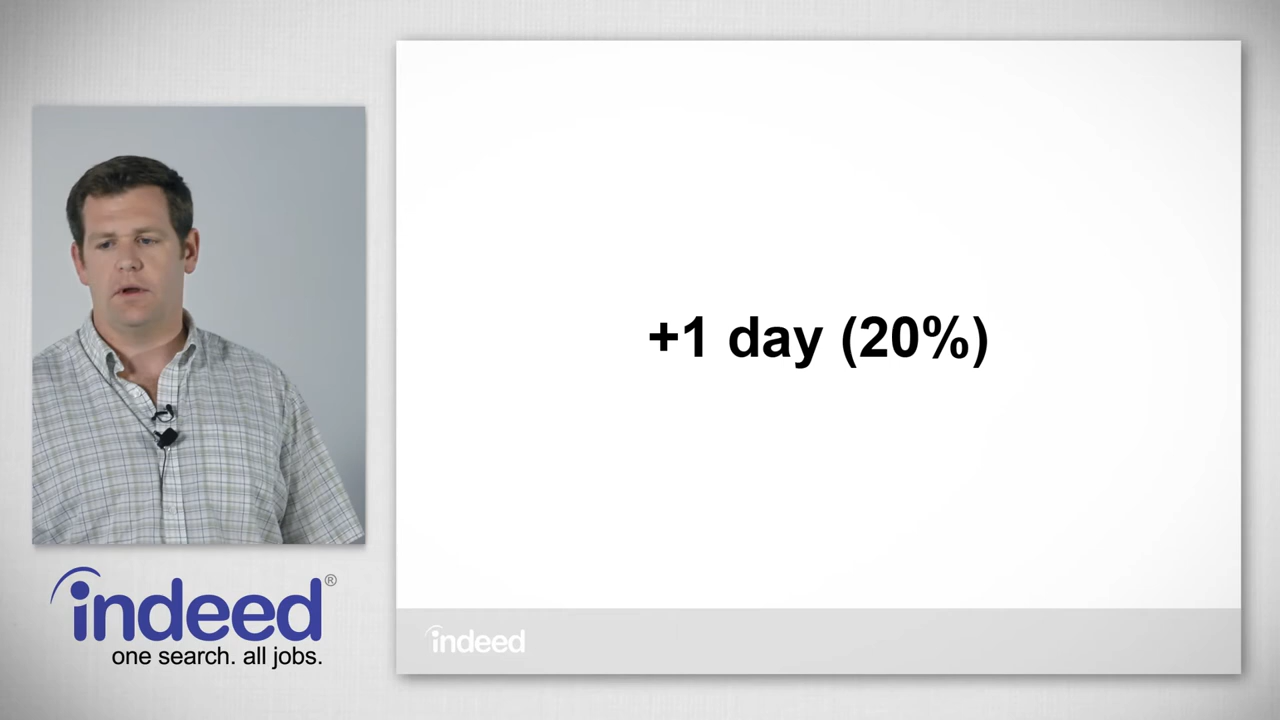 +1 day (20%)
indeed
indeed®
one search. all jobs.